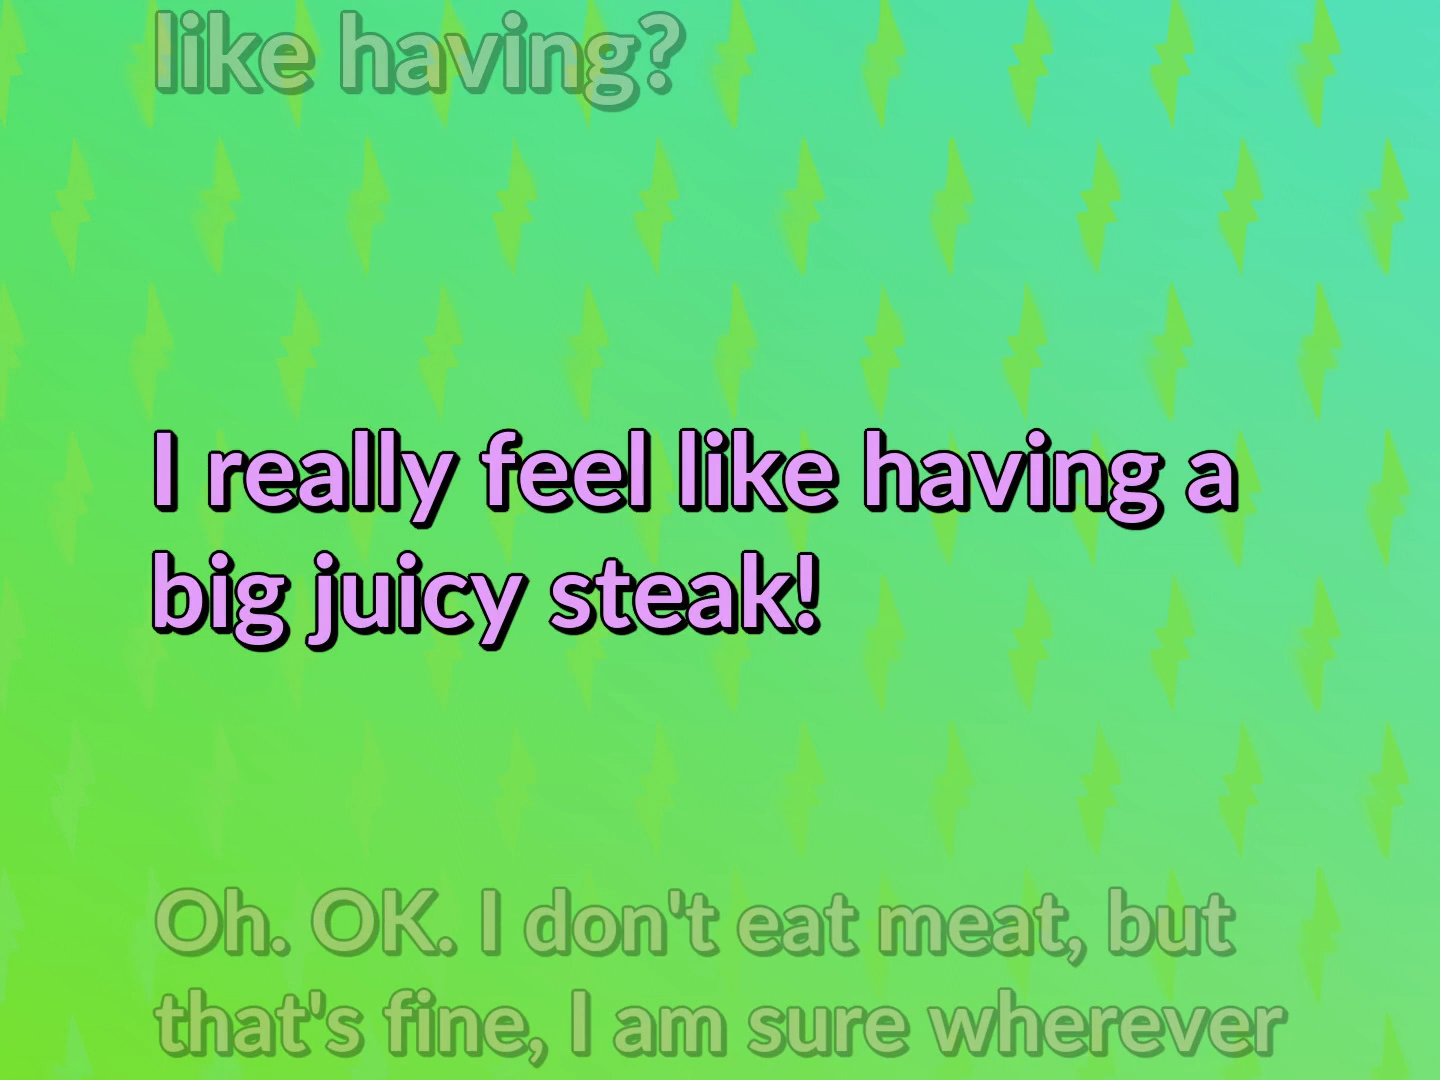 like having?
I really feel like having a
big juicy steak!
Oh. OK. I don't eat meat, but
that's fine, I am sure wherever